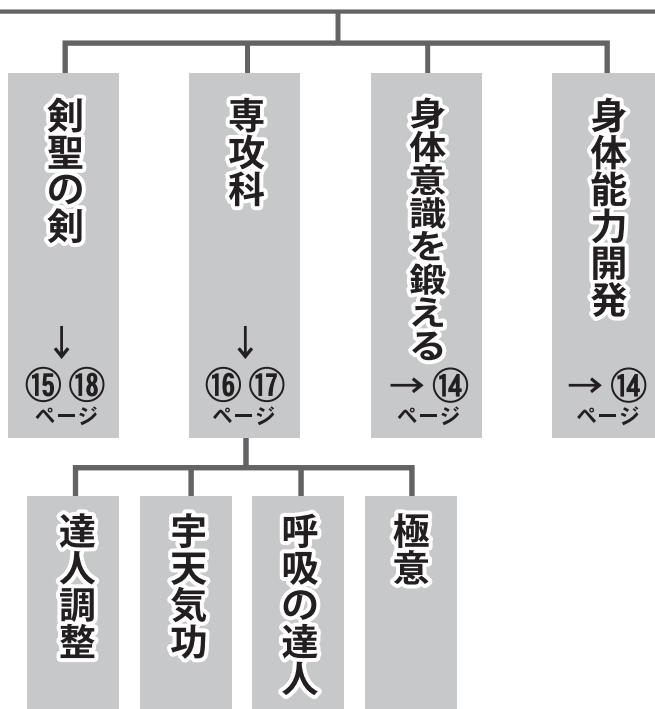 身体能力開発
→ ⑭
ページ
身体意識を鍛える
→ ⑭
ページ
専攻科
↓
⑯ ⑰
ページ
剣聖の剣
↓
⑮ ⑱
ページ
極意
呼吸の達人
宇天気功
達人調整